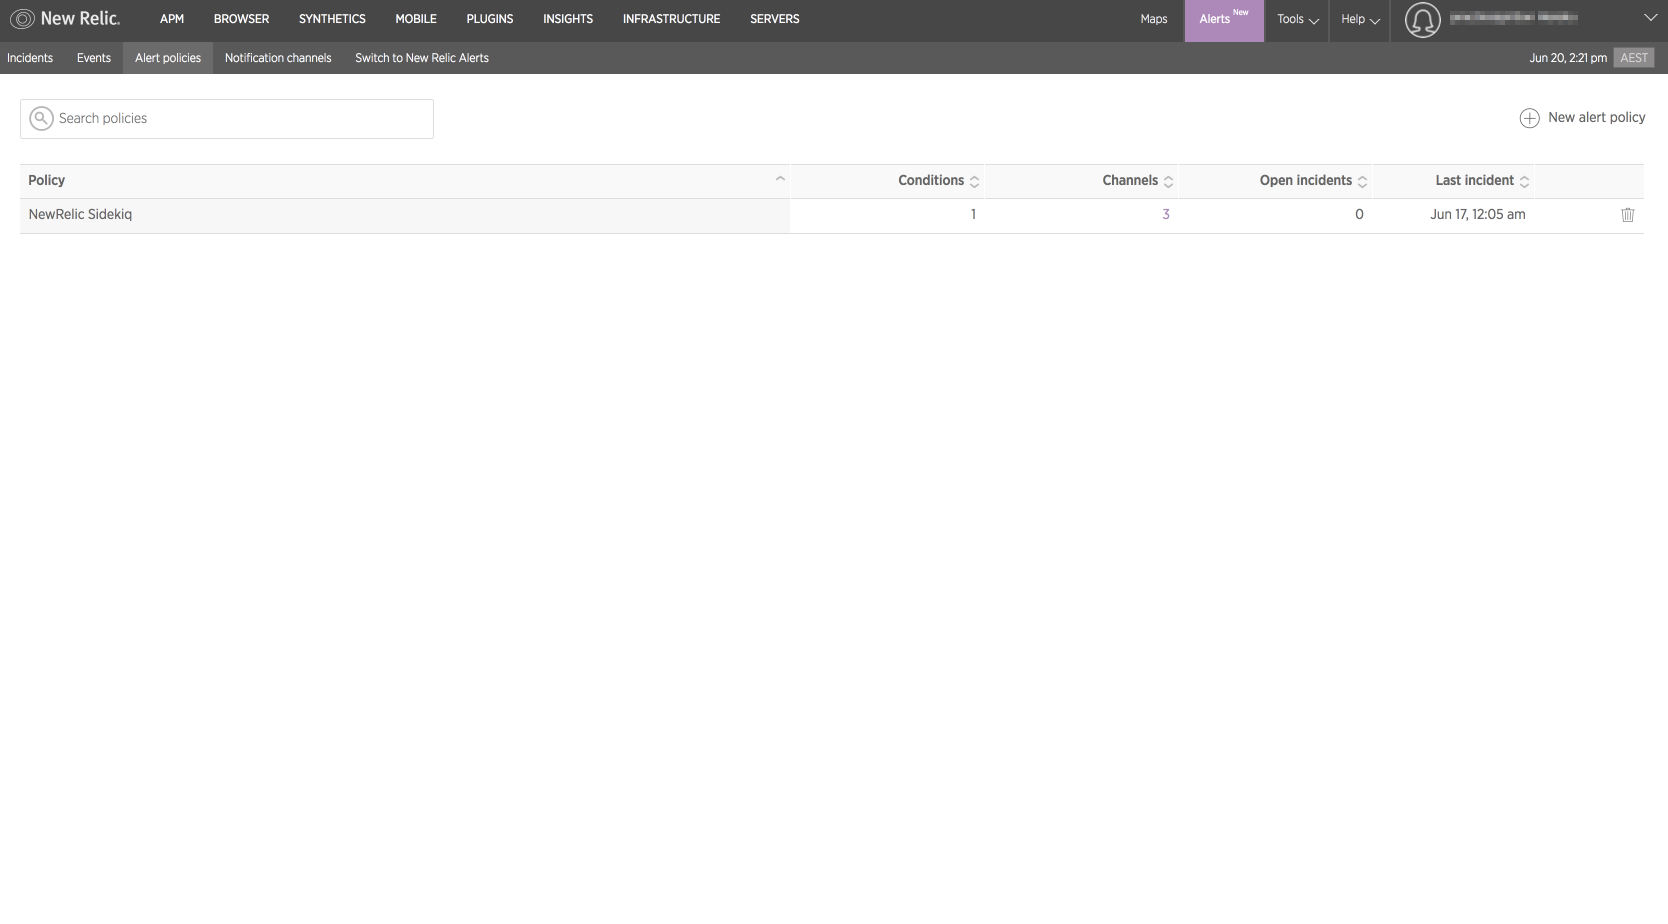 New Relic. APM BROWSER SYNTHETICS MOBILE PLUGINS INSIGHTS INFRASTRUCTURE SERVERS Maps Alerts New Tools Help
Incidents Events Alert policies Notification channels Switch to New Relic Alerts Jun 20, 2:21 pm AEST
Search policies New alert policy
Policy Conditions Channels Open incidents Last incident
NewRelic Sidekiq 1 3 0 Jun 17, 12:05 am